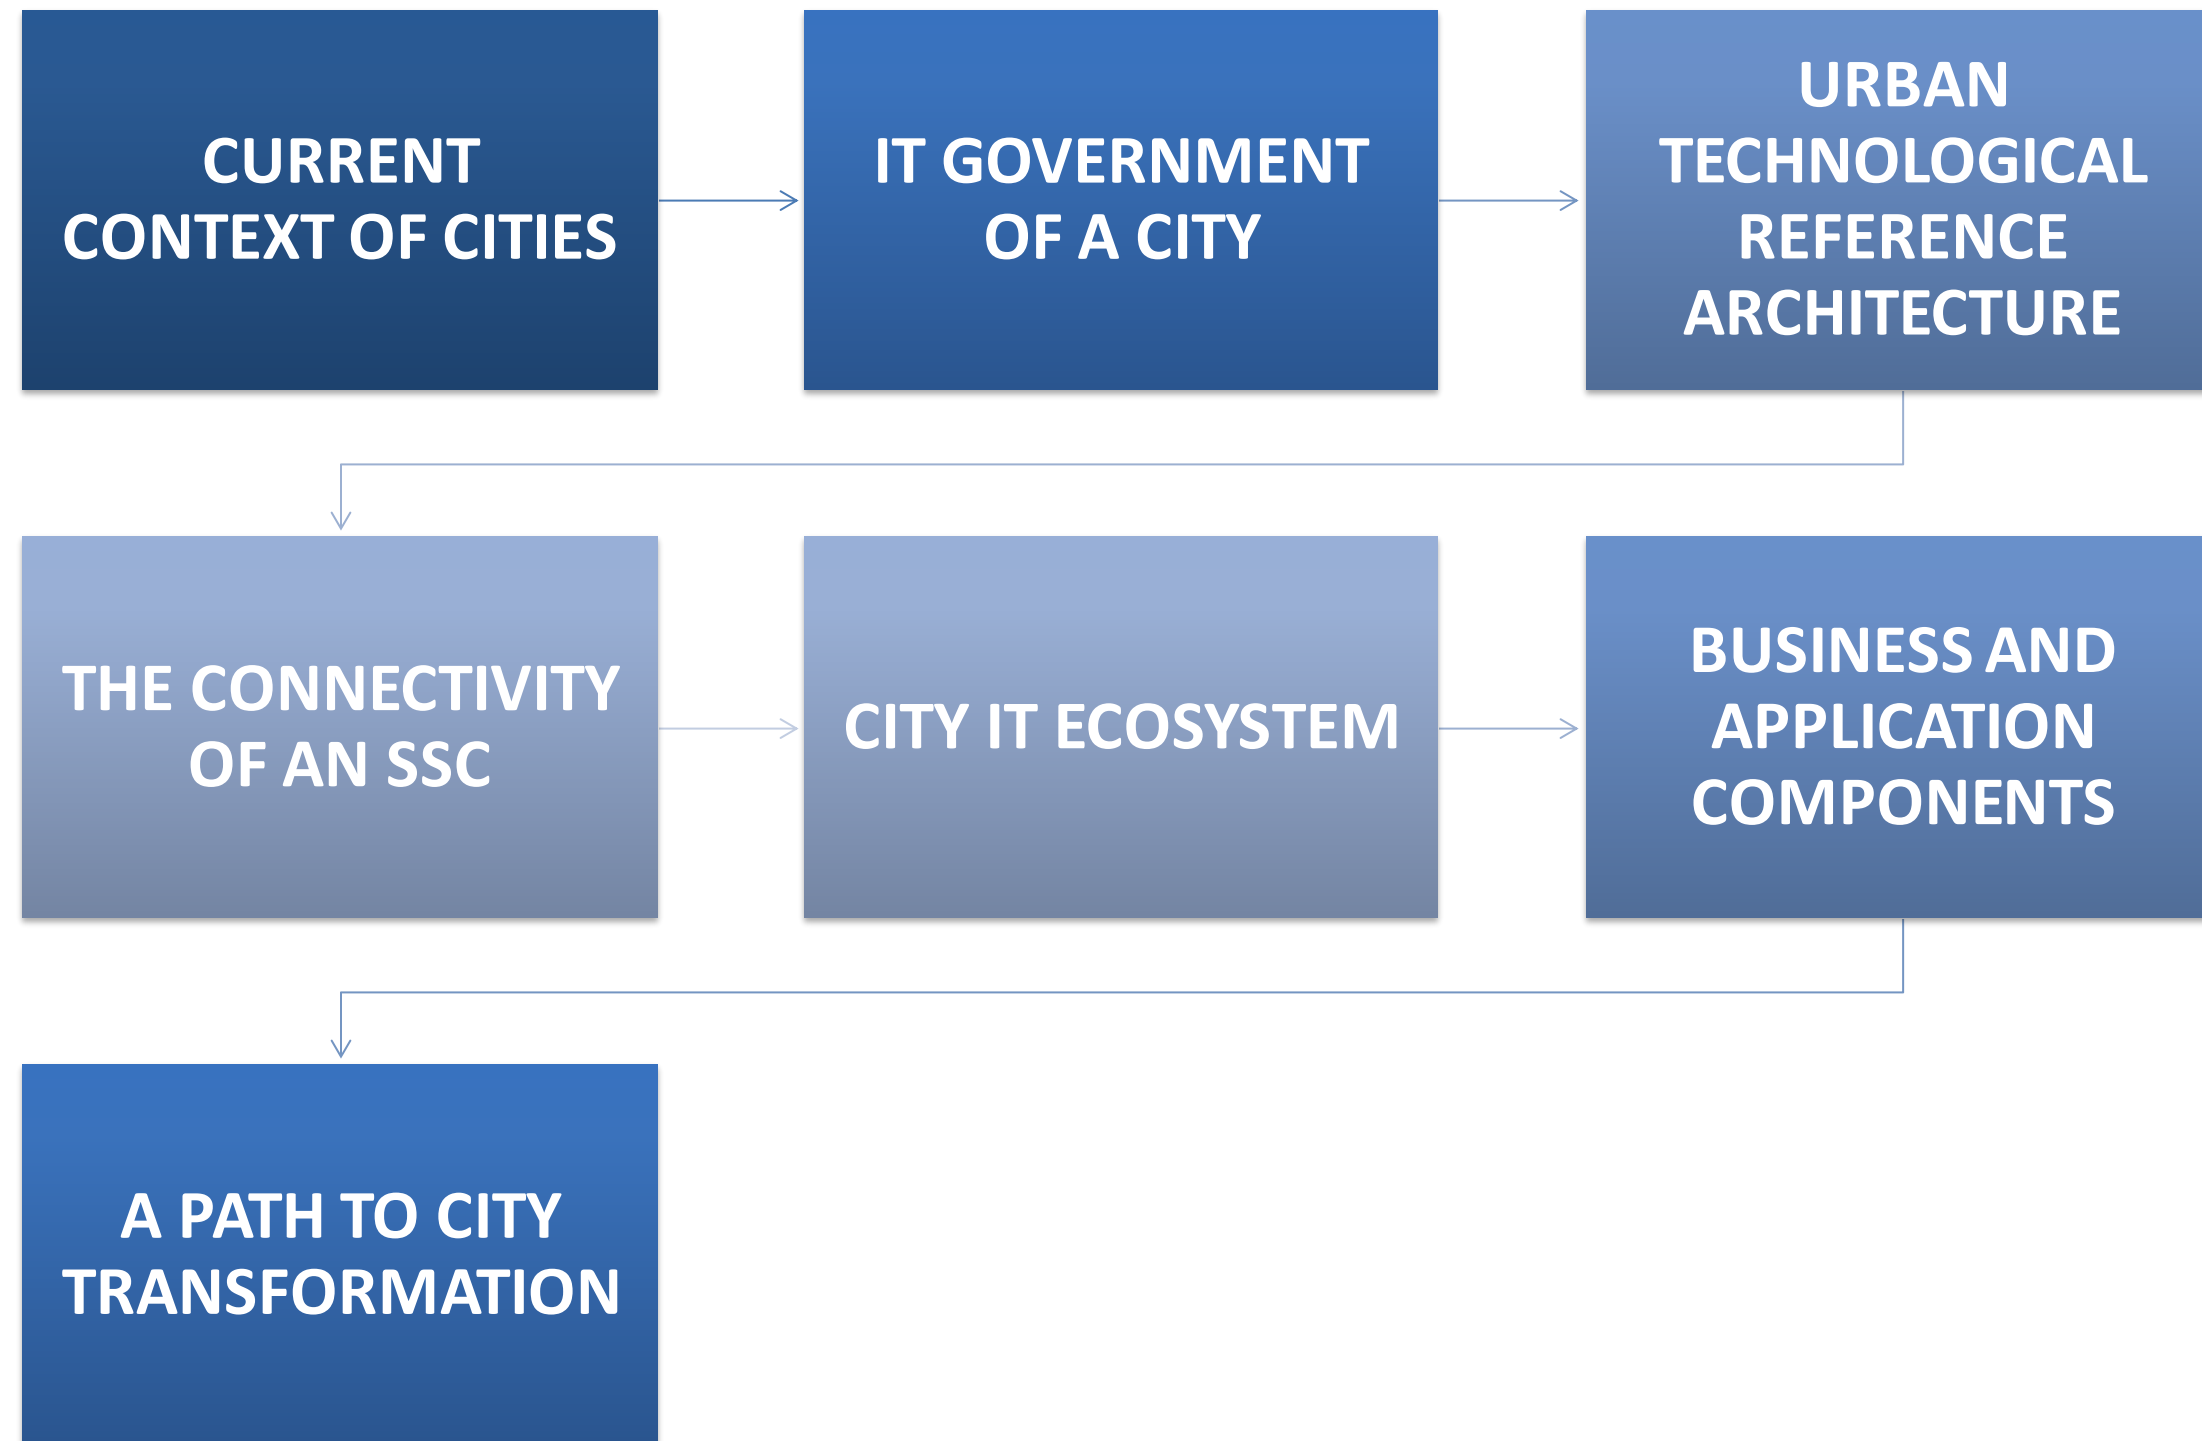 CURRENT
CONTEXT OF CITIES
IT GOVERNMENT
OF A CITY
URBAN
TECHNOLOGICAL
REFERENCE
ARCHITECTURE
THE CONNECTIVITY
OF AN SSC
CITY IT ECOSYSTEM
BUSINESS AND
APPLICATION
COMPONENTS
A PATH TO CITY
TRANSFORMATION